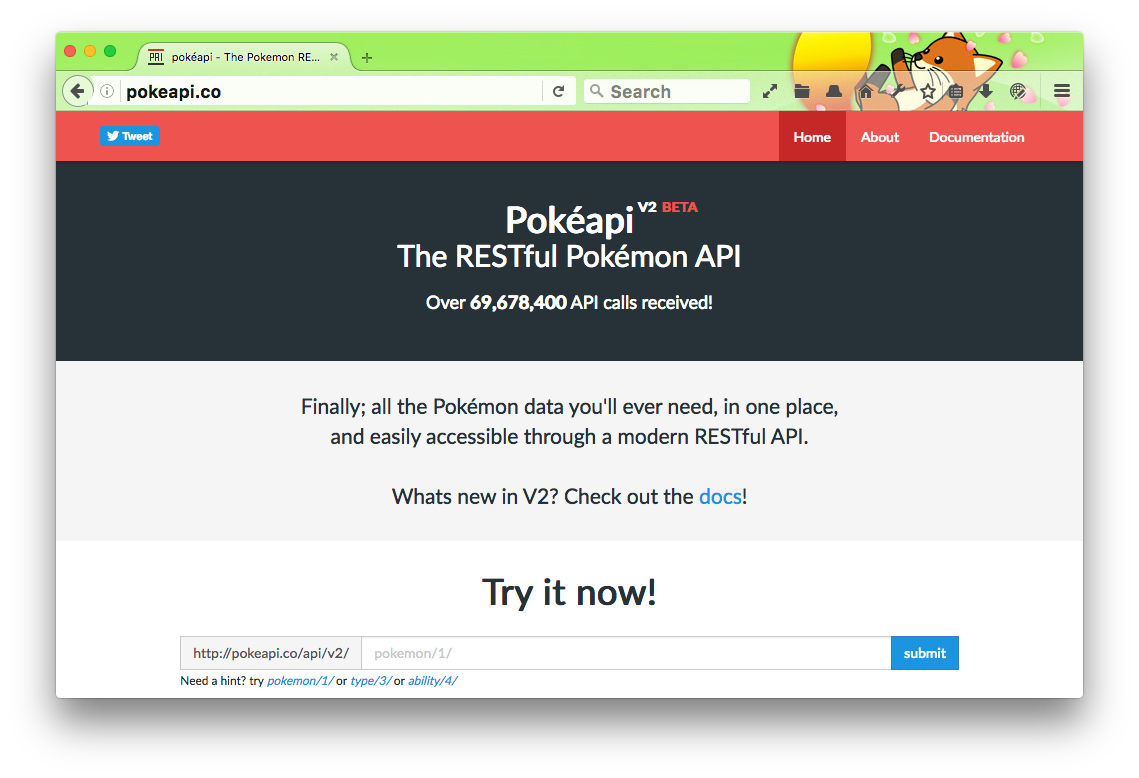 PAI pokéapi - The Pokemon RE...
pokeapi.co
Search
Tweet
Home About Documentation
Pokéapi V2 BETA
The RESTful Pokémon API
Over 69,678,400 API calls received!
Finally; all the Pokémon data you'll ever need, in one place,
and easily accessible through a modern RESTful API.
Whats new in V2? Check out the docs!
Try it now!
http://pokeapi.co/api/v2/ pokemon/1/ submit
Need a hint? try pokemon/1/ or type/3/ or ability/4/